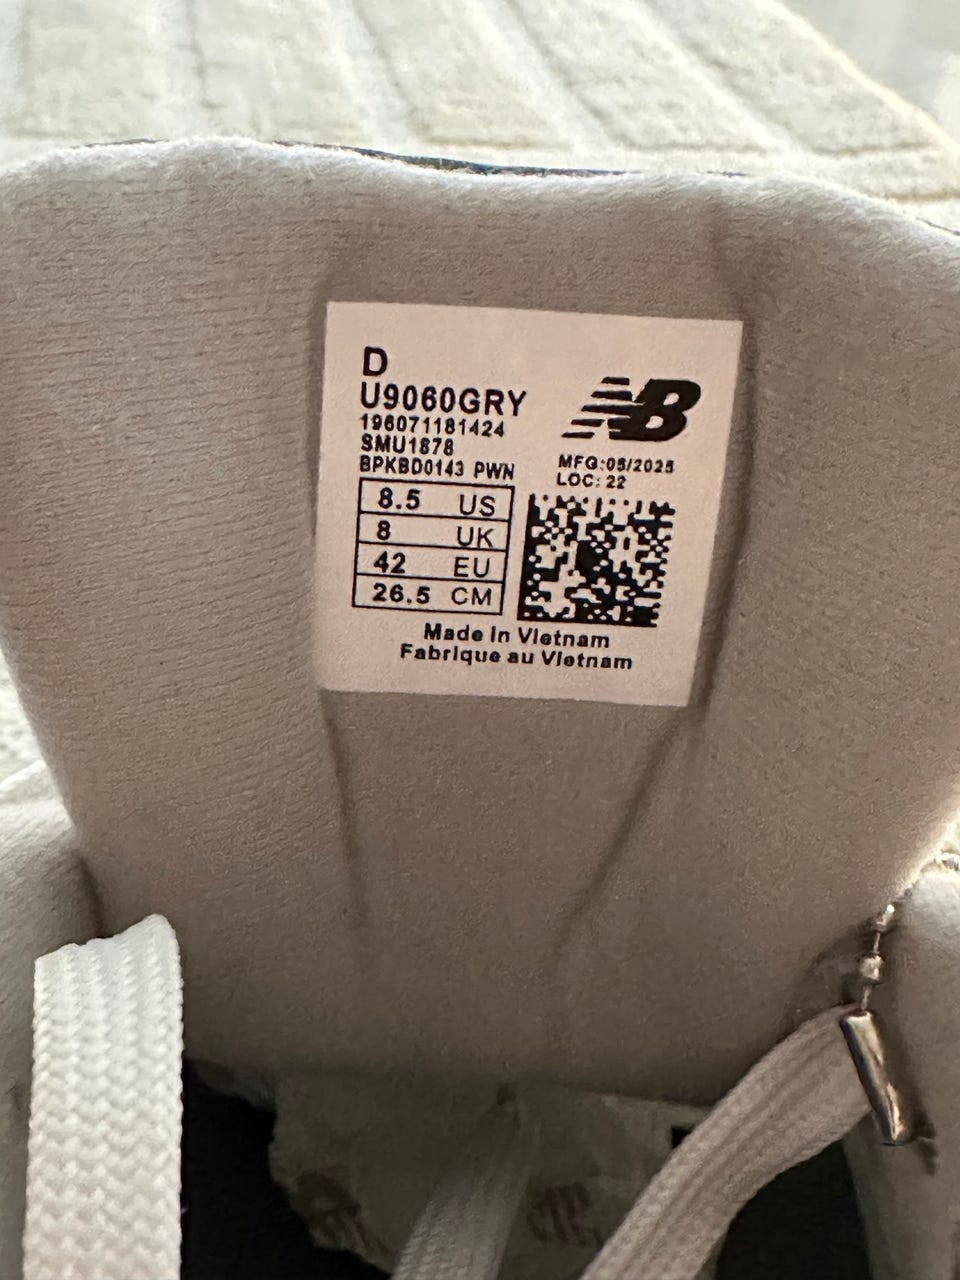 D
U9060GRY
196071181424
SMU1878
BPKBD0143 PWN
NB
MFG:05/2025
LOC: 22
8.5 US
8 UK
42 EU
26.5 CM
Made in Vietnam
Fabrique au Vietnam